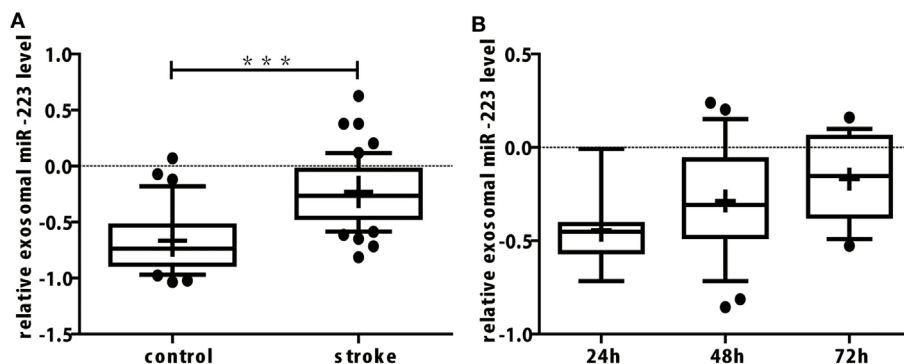 A
relative exosomal miR-223 level
1.0
0.5
0.0
-0.5
-1.0
-1.5
***
control
stroke
B
relative exosomal miR-223 level
0.5
0.0
-0.5
-1.0
24h
48h
72h